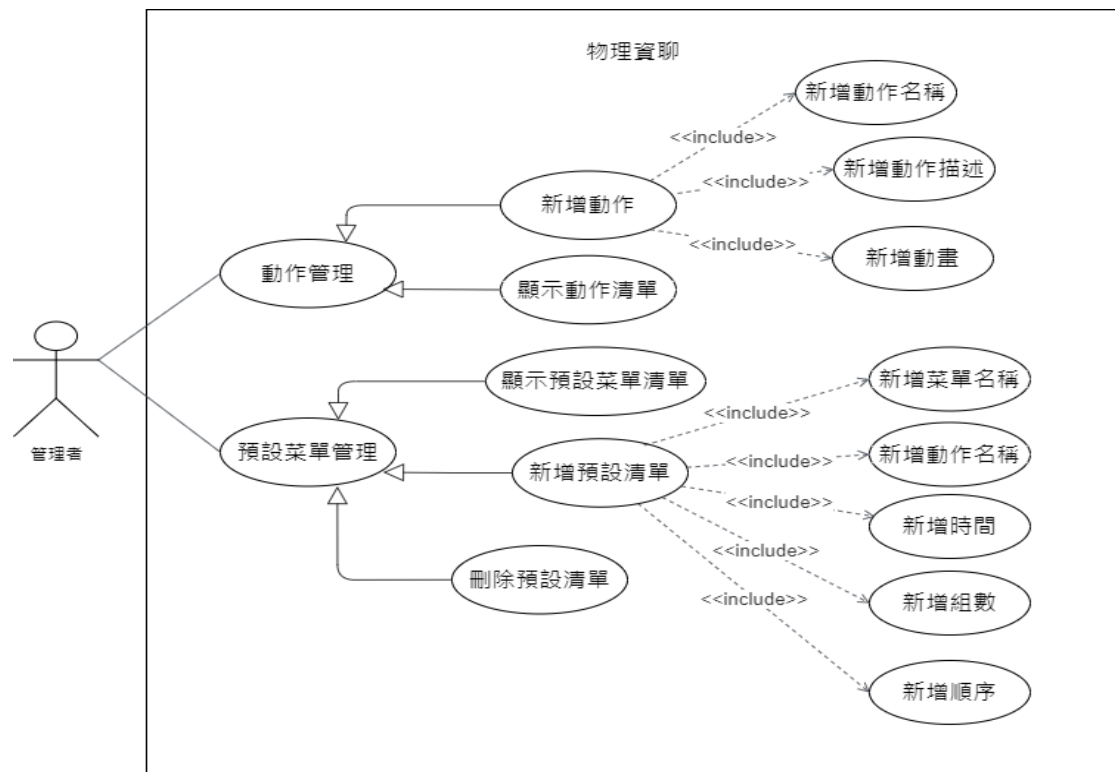 物理資聊
新增動作名稱
<<include>>
新增動作描述
<<include>>
新增動作
<<include>>
新增動畫
動作管理
顯示動作清單
顯示預設菜單清單
新增菜單名稱
<<include>>
管理者
預設菜單管理
新增預設清單
<<include>>
新增動作名稱
<<include>>
新增時間
<<include>>
刪除預設清單
<<include>>
新增組數
新增順序